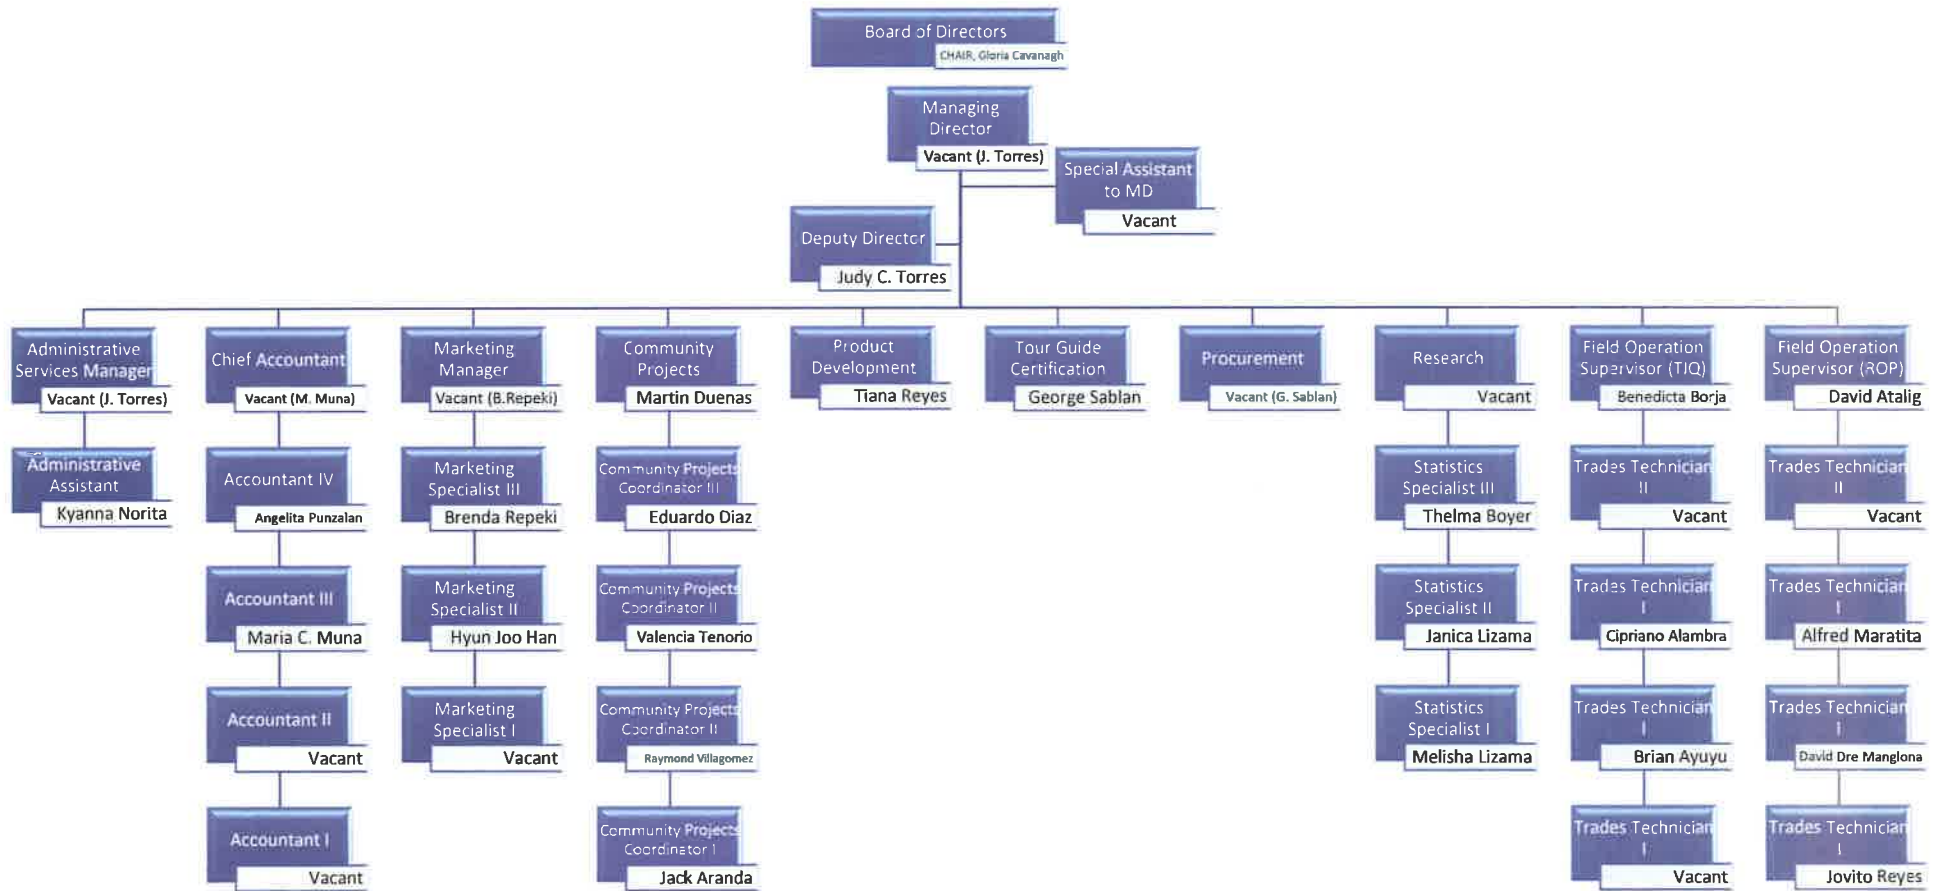 Board of Directors
CHAIR, Gloria Cavanagh
Managing
Director
Vacant (J. Torres)
Special Assistant
to MD
Vacant
Deputy Director
Judy C. Torres
Administrative
Services Manager
Vacant (J. Torres)
Chief Accountant
Vacant (M. Muna)
Marketing
Manager
Vacant (B.Repeki)
Community
Projects
Martin Duenas
Product
Development
Tiana Reyes
Tour Guide
Certification
George Sablan
Procurement
Vacant (G. Sablan)
Research
Vacant
Field Operation
Supervisor (TIQ)
Benedicta Borja
Field Operation
Supervisor (ROP)
David Atalig
Administrative
Assistant
Kyanna Norita
Accountant IV
Angelita Punzalan
Marketing
Specialist III
Brenda Repeki
Community Projects
Coordinator III
Eduardo Diaz
Statistics
Specialist III
Thelma Boyer
Trades Technician
II
Vacant
Trades Technician
II
Vacant
Accountant III
Maria C. Muna
Marketing
Specialist II
Hyun Joo Han
Community Projects
Coordinator II
Valencia Tenorio
Statistics
Specialist II
Janica Lizama
Trades Technician
I
Cipriano Alambra
Trades Technician
I
Alfred Maratita
Accountant II
Vacant
Marketing
Specialist I
Vacant
Community Projects
Coordinator II
Raymond Villagomez
Statistics
Specialist I
Melisha Lizama
Trades Technician
I
Brian Ayuyu
Trades Technician
I
David Dre Manglona
Accountant I
Vacant
Community Projects
Coordinator I
Jack Aranda
Trades Technician
I
Vacant
Trades Technician
I
Jovito Reyes